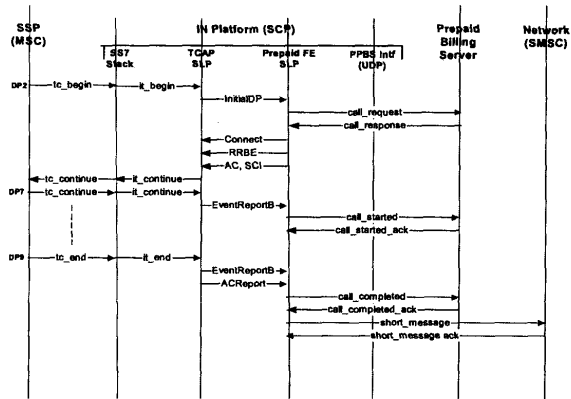 SSP
(MSC)
IN Platform (SCP)
Prepaid
Billing
Server
Network
(SMSC)
SS7
Stack
TCAP
SLP
Prepaid FE
SLP
PPBS Intf
(UDP)
DP2
tc_begin
it_begin
InitialDP
call_request
call_response
Connect
RRBE
AC, SCI
tc_continue
it_continue
DP7
tc_continue
it_continue
EventReportB
call_started
call_started_ack
DP9
tc_end
it_end
EventReportB
ACReport
call_completed
call_completed_ack
short_message
short_message ack